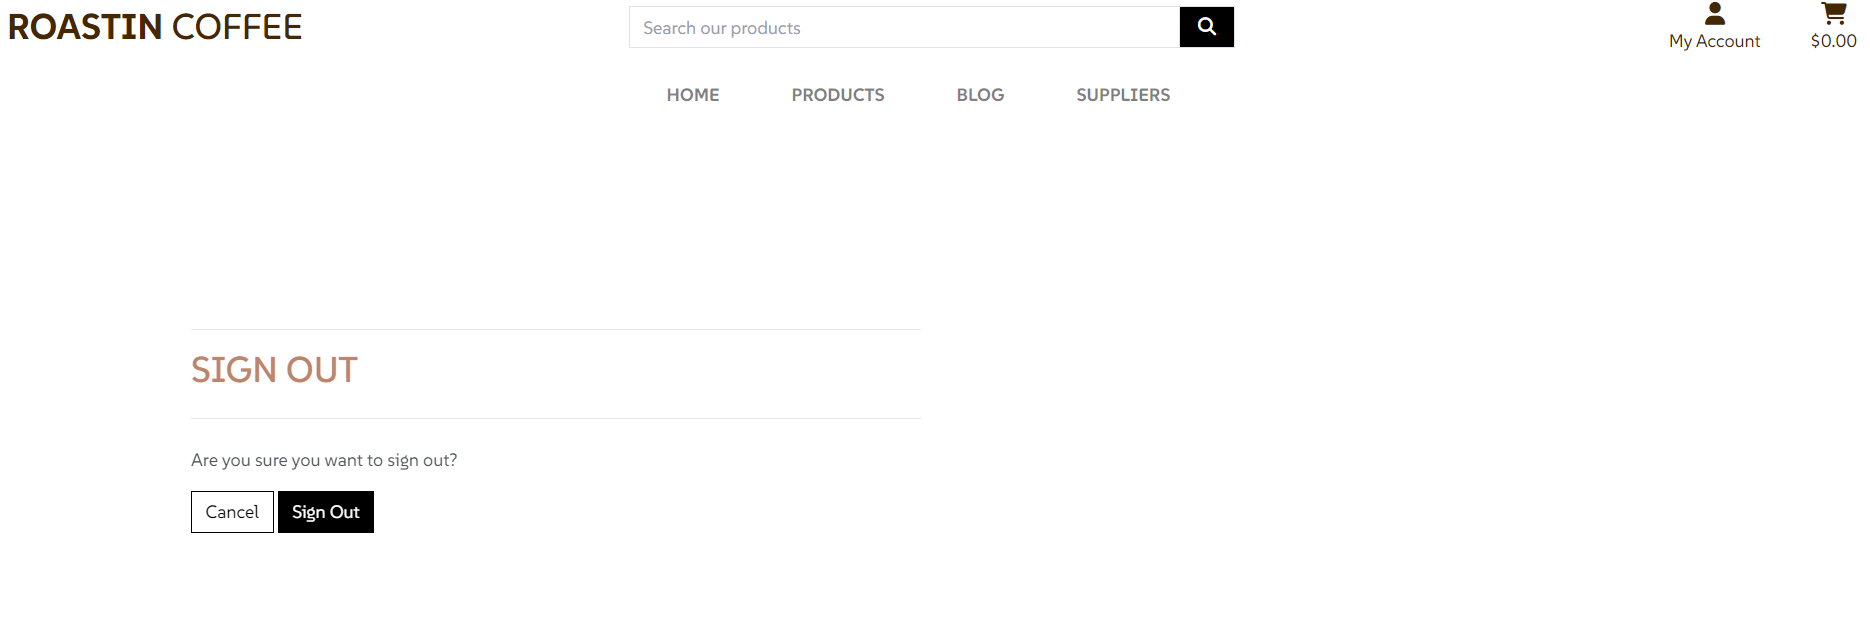 ROASTIN COFFEE
Search our products
My Account
$0.00
HOME
PRODUCTS
BLOG
SUPPLIERS
SIGN OUT
Are you sure you want to sign out?
Cancel
Sign Out